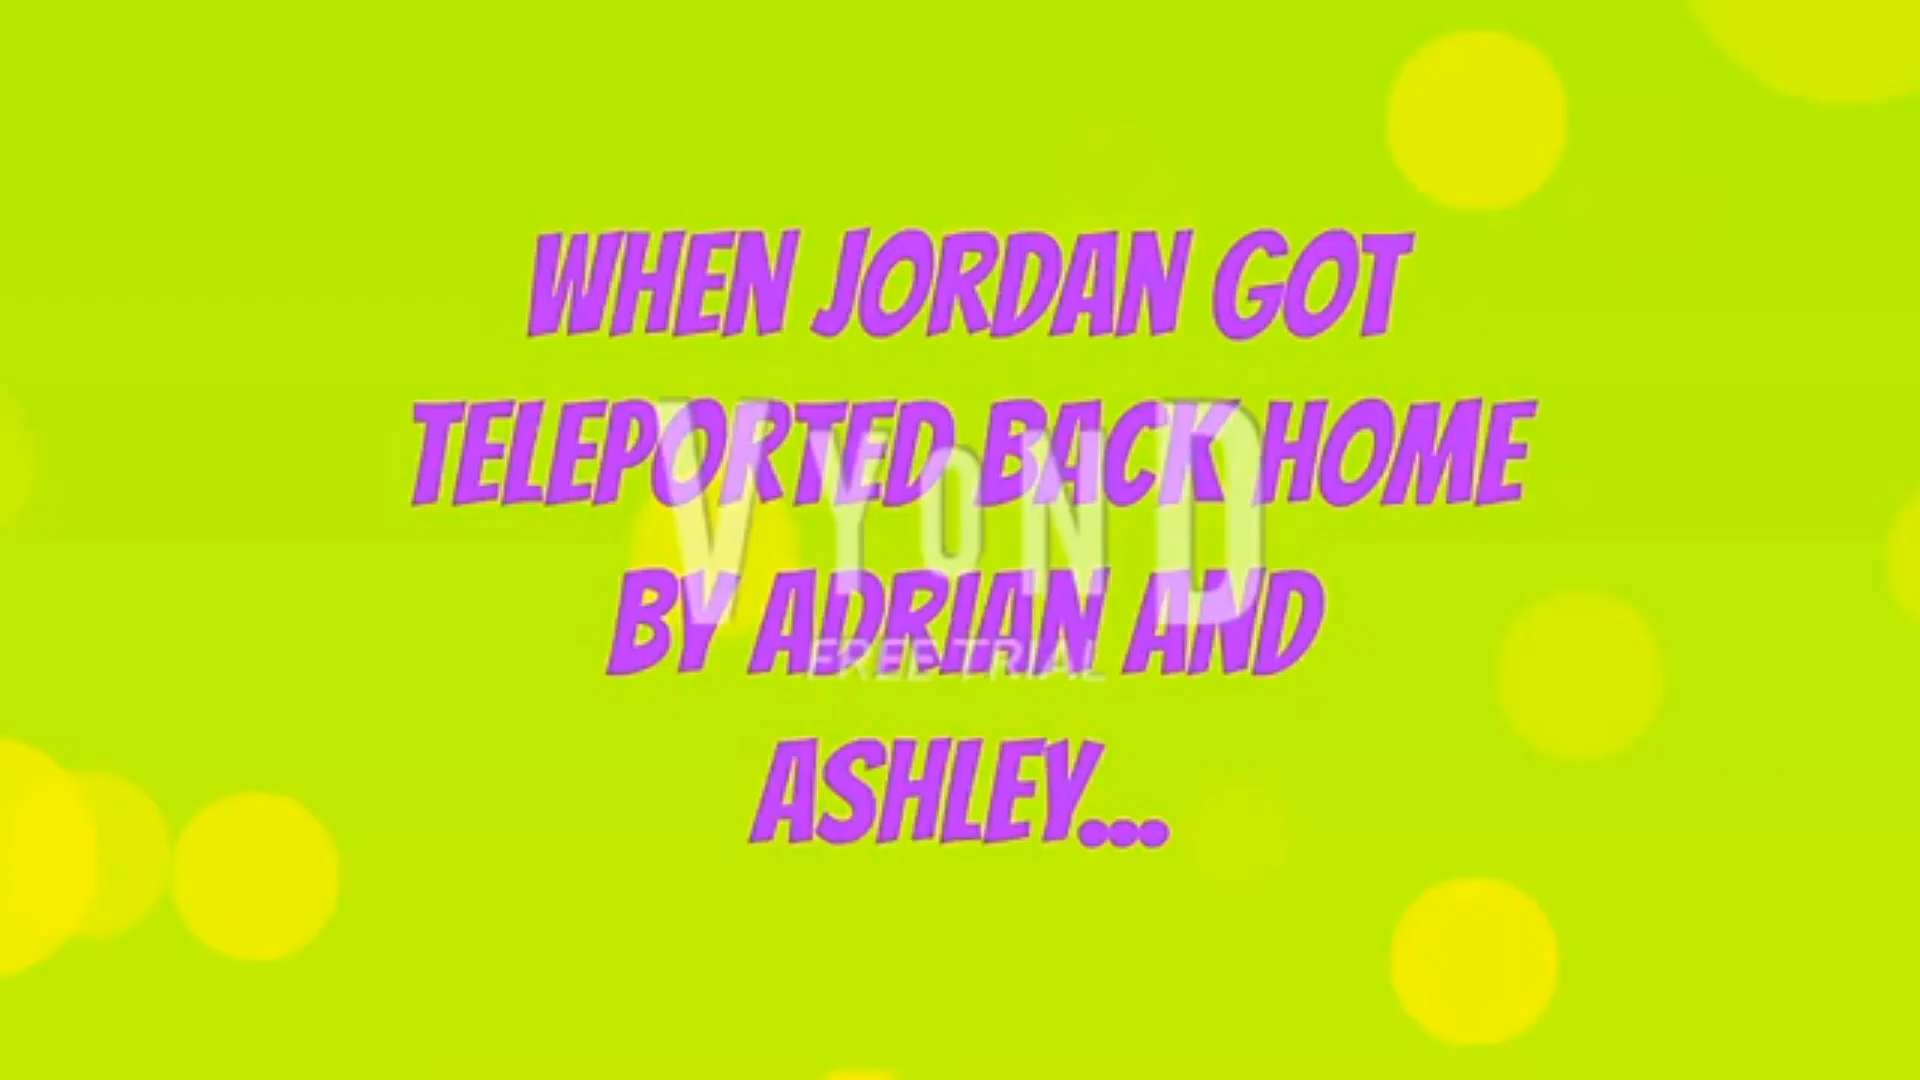 WHEN JORDAN GOT
TELEPORTED BACK HOME
VYOND
BY ADRIAN AND
FREE TRIAL
ASHLEY...